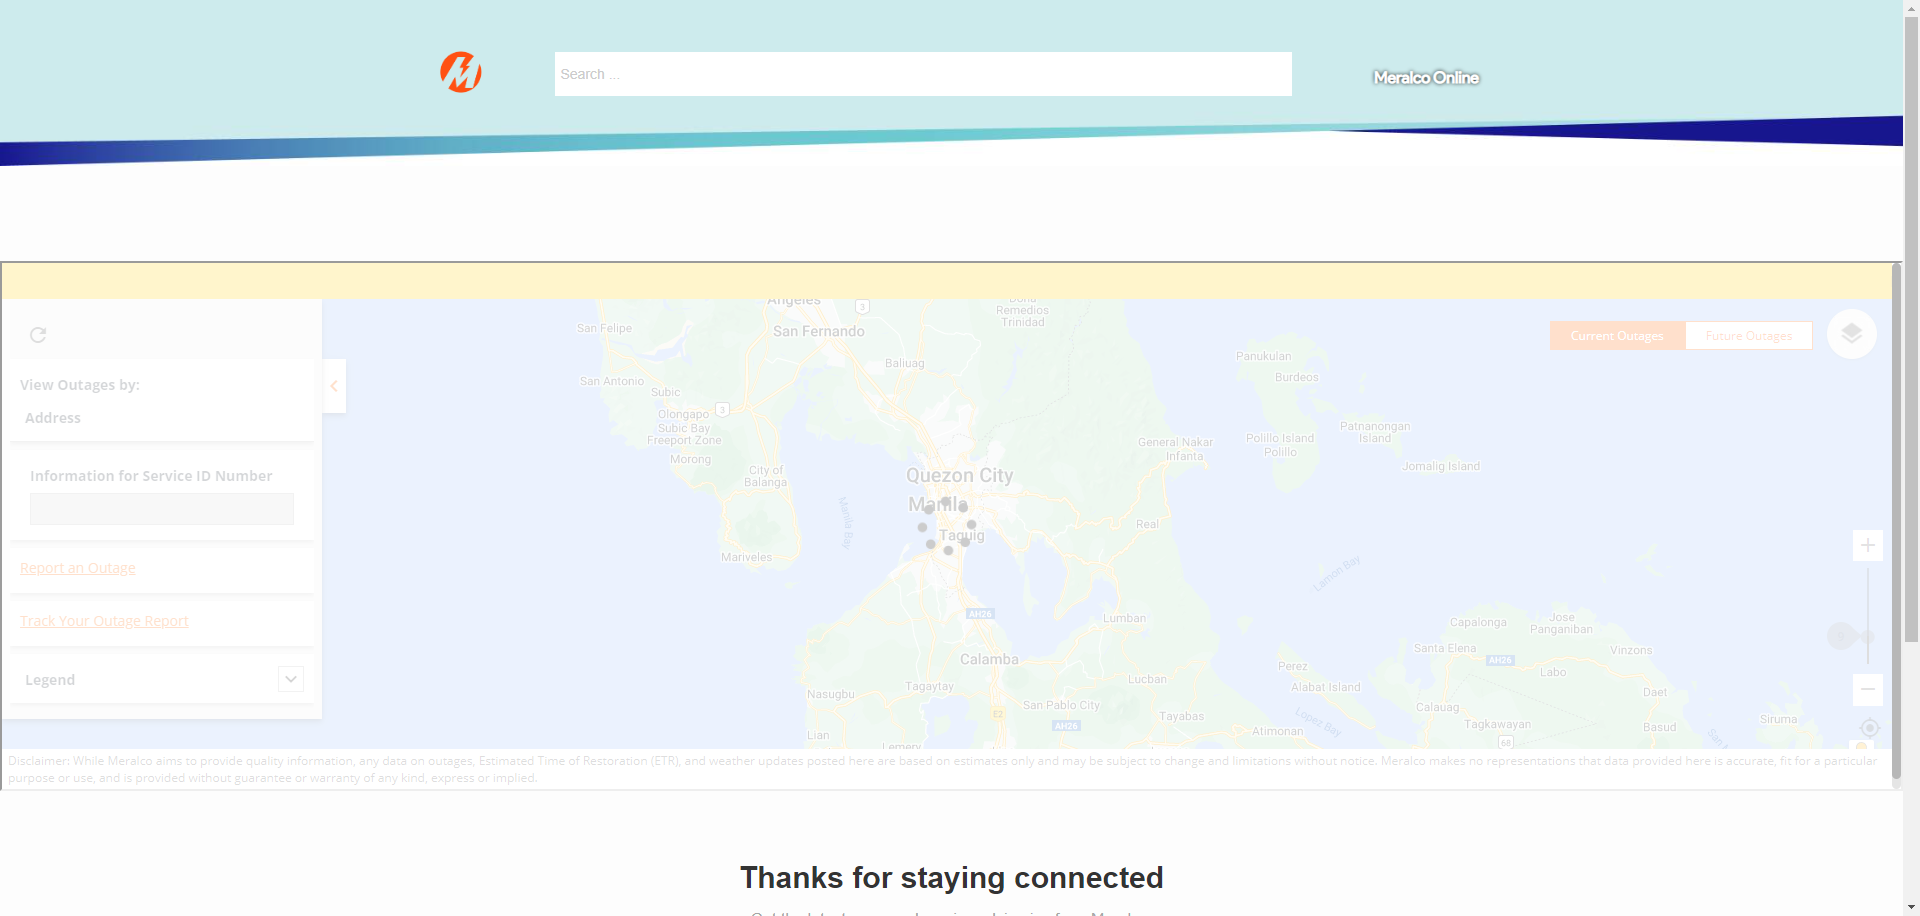 Search ...
Meralco Online
Current Outages
Future Outages
View Outages by:
Address
Information for Service ID Number
Report an Outage
Track Your Outage Report
Legend
Angeles
3
San Fernando
Remedios
Trinidad
San Felipe
Baliuag
Panukulan
Burdeos
San Antonio
Subic
Olongapo
3
Subic Bay
Freeport Zone
Patnanongan
Island
General Nakar
Infanta
Polillo Island
Polillo
Morong
City of
Balanga
Jomalig Island
Quezon City
Manila
Manila Bay
Real
Taguig
Mariveles
Lamon Bay
AH26
Lumban
Capalonga
Jose
Panganiban
Santa Elena
Vinzons
Calamba
AH26
Perez
Labo
Nasugbu
Tagaytay
Lucban
Alabat Island
Daet
San Pablo City
Calauag
E2
Tayabas
Lopez Bay
Siruma
AH26
Tagkawayan
Basud
Lian
Atimonan
68
Lemery
Disclaimer: While Meralco aims to provide quality information, any data on outages, Estimated Time of Restoration (ETR), and weather updates posted here are based on estimates only and may be subject to change and limitations without notice. Meralco makes no representations that data provided here is accurate, fit for a particular
purpose or use, and is provided without guarantee or warranty of any kind, express or implied.
Thanks for staying connected